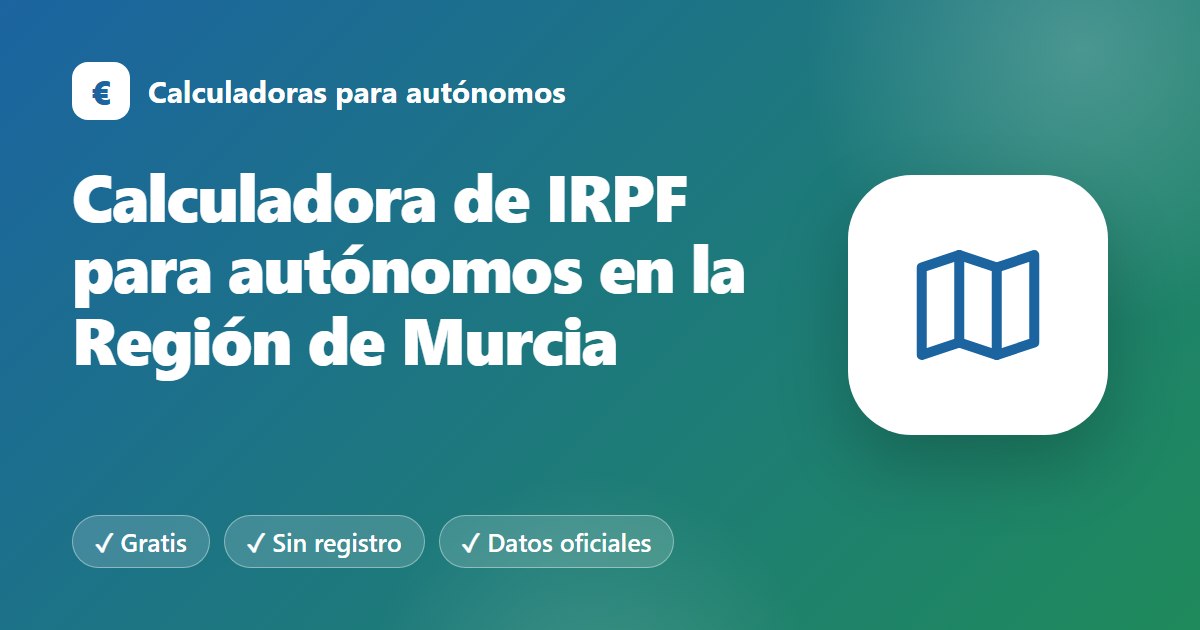 €
Calculadoras para autónomos
Calculadora de IRPF
para autónomos en la
Región de Murcia
✓ Gratis
✓ Sin registro
✓ Datos oficiales